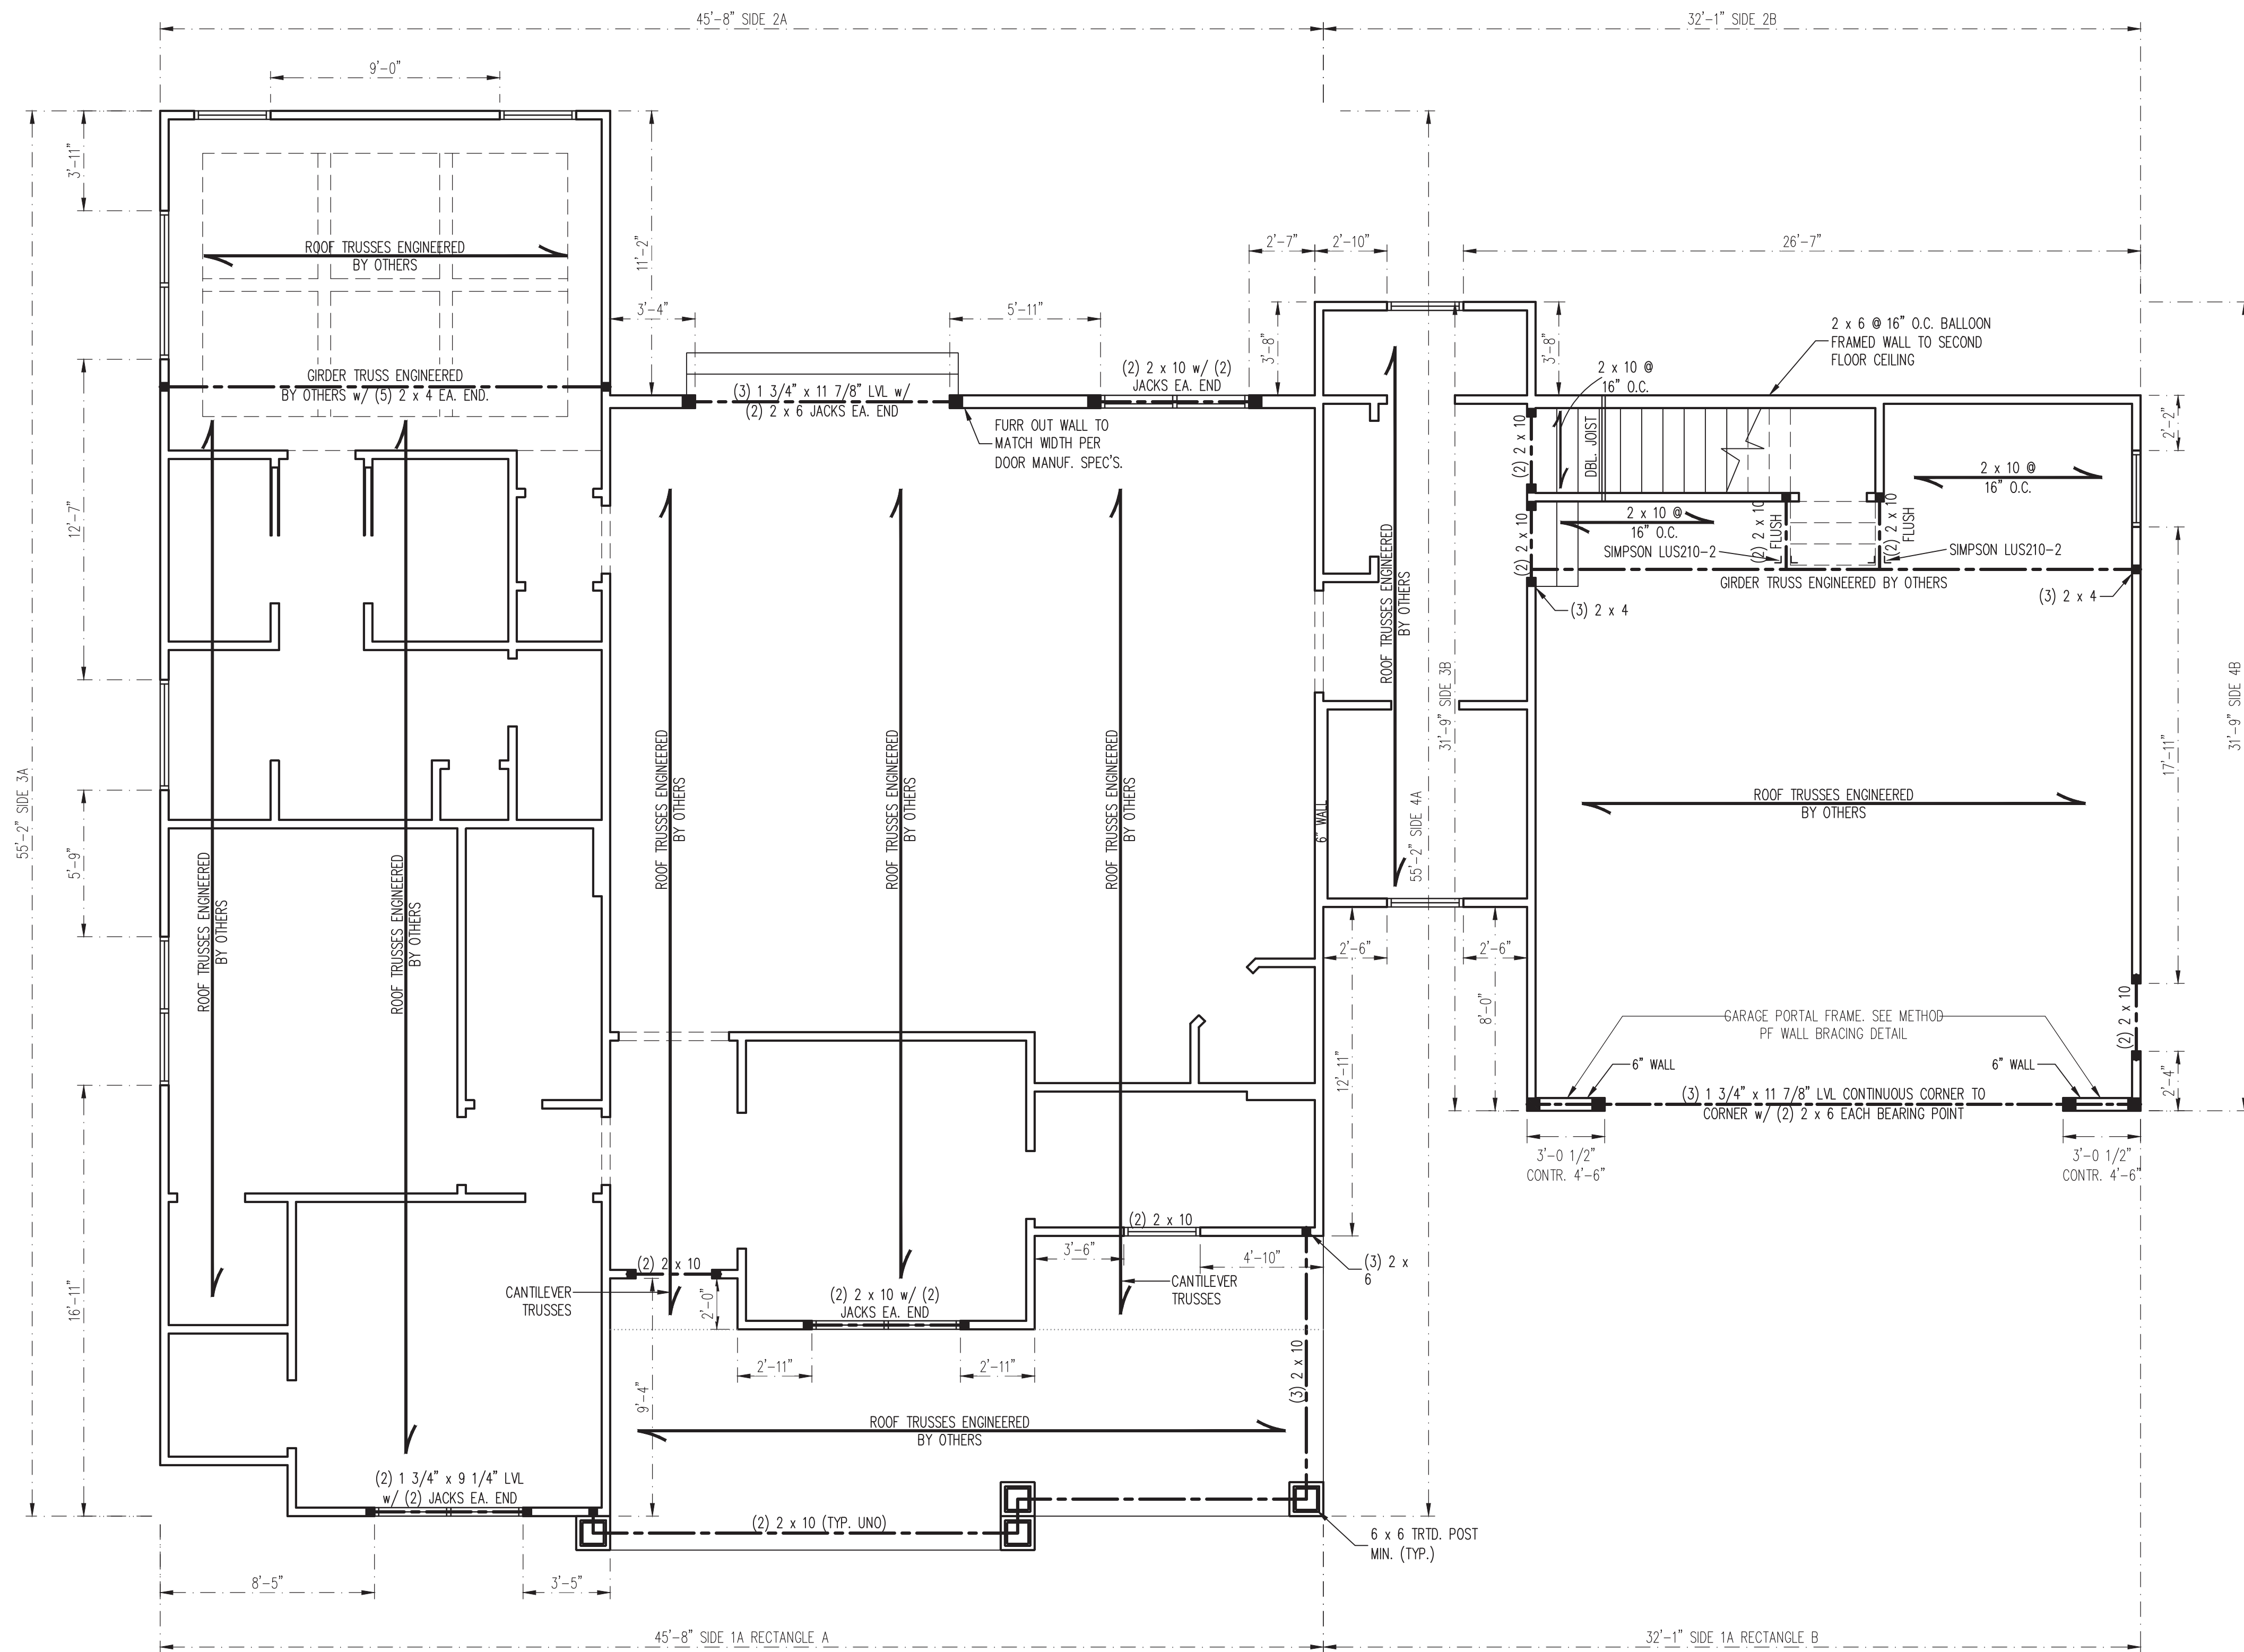 45'-8" SIDE 2A
32'-1" SIDE 2B
9'-0"
3'-11"
11'-2"
ROOF TRUSSES ENGINEERED
BY OTHERS
2'-7"
2'-10"
26'-7"
3'-4"
5'-11"
3'-8"
3'-8"
2 x 6 @ 16" O.C. BALLOON
FRAMED WALL TO SECOND
FLOOR CEILING
GIRDER TRUSS ENGINEERED
BY OTHERS w/ (5) 2 x 4 EA. END.
(3) 1 3/4" x 11 7/8" LVL w/
(2) 2 x 6 JACKS EA. END
(2) 2 x 10 w/ (2)
JACKS EA. END
2 x 10 @
16" O.C.
FURR OUT WALL TO
MATCH WIDTH PER
DOOR MANUF. SPEC'S.
(2) 2 x 10
DBL. JOIST
2'-2"
2 x 10 @
16" O.C.
12'-7"
(2) 2 x 10
2 x 10 @
16" O.C.
(2) 2 x 10
FLUSH
(2) 2 x 10
FLUSH
SIMPSON LUS210-2
SIMPSON LUS210-2
GIRDER TRUSS ENGINEERED BY OTHERS
(3) 2 x 4
(3) 2 x 4
ROOF TRUSSES ENGINEERED
BY OTHERS
31'-9" SIDE 3B
31'-9" SIDE 4B
17'-11"
55'-2" SIDE 3A
5'-9"
ROOF TRUSSES ENGINEERED
BY OTHERS
ROOF TRUSSES ENGINEERED
BY OTHERS
ROOF TRUSSES ENGINEERED
BY OTHERS
ROOF TRUSSES ENGINEERED
BY OTHERS
ROOF TRUSSES ENGINEERED
BY OTHERS
6" WALL
55'-2" SIDE 4A
ROOF TRUSSES ENGINEERED
BY OTHERS
2'-6"
2'-6"
12'-11"
8'-0"
GARAGE PORTAL FRAME. SEE METHOD
PF WALL BRACING DETAIL
(2) 2 x 10
6" WALL
6" WALL
2'-4"
(3) 1 3/4" x 11 7/8" LVL CONTINUOUS CORNER TO
CORNER w/ (2) 2 x 6 EACH BEARING POINT
3'-0 1/2"
CONTR. 4'-6"
3'-0 1/2"
CONTR. 4'-6"
16'-11"
(2) 2 x 10
3'-6"
4'-10"
(3) 2 x
6
(2) 2 x 10
CANTILEVER
TRUSSES
2'-0"
(2) 2 x 10 w/ (2)
JACKS EA. END
CANTILEVER
TRUSSES
2'-11"
2'-11"
9'-4"
(3) 2 x 10
ROOF TRUSSES ENGINEERED
BY OTHERS
(2) 1 3/4" x 9 1/4" LVL
w/ (2) JACKS EA. END
(2) 2 x 10 (TYP. UNO)
6 x 6 TRTD. POST
MIN. (TYP.)
8'-5"
3'-5"
45'-8" SIDE 1A RECTANGLE A
32'-1" SIDE 1A RECTANGLE B